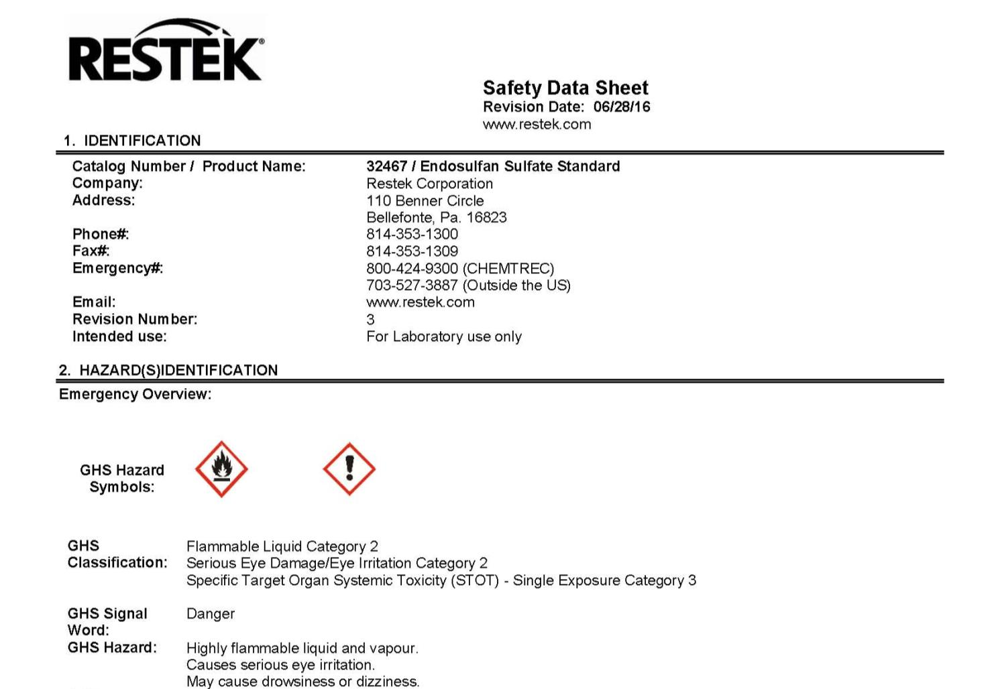 RESTEK®
Safety Data Sheet
Revision Date: 06/28/16
www.restek.com
1. IDENTIFICATION
Catalog Number / Product Name: 32467 / Endosulfan Sulfate Standard
Company: Restek Corporation
Address: 110 Benner Circle
Bellefonte, Pa. 16823
Phone#: 814-353-1300
Fax#: 814-353-1309
Emergency#: 800-424-9300 (CHEMTREC)
703-527-3887 (Outside the US)
Email: www.restek.com
Revision Number: 3
Intended use: For Laboratory use only
2. HAZARD(S)IDENTIFICATION
Emergency Overview:
GHS Hazard
Symbols:
GHS Flammable Liquid Category 2
Classification: Serious Eye Damage/Eye Irritation Category 2
Specific Target Organ Systemic Toxicity (STOT) - Single Exposure Category 3
GHS Signal Danger
Word:
GHS Hazard: Highly flammable liquid and vapour.
Causes serious eye irritation.
May cause drowsiness or dizziness.